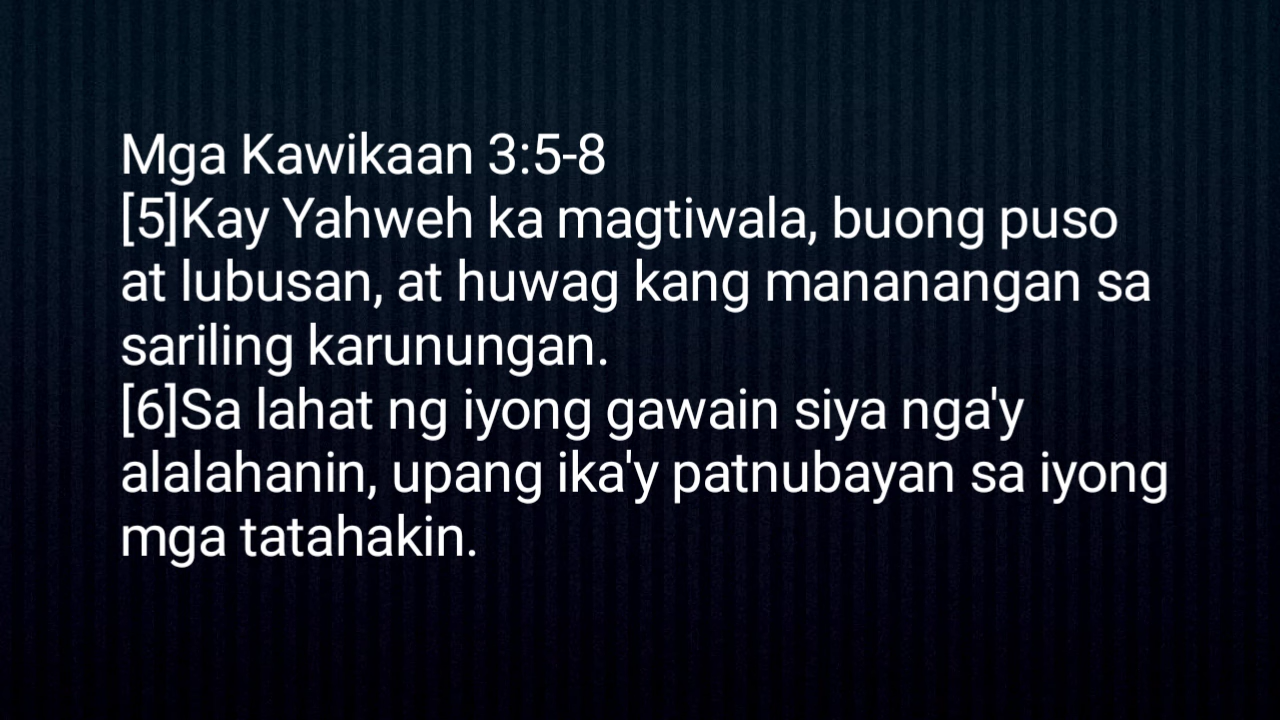 Mga Kawikaan 3:5-8
[5]Kay Yahweh ka magtiwala, buong puso
at lubusan, at huwag kang mananangan sa
sariling karunungan.
[6]Sa lahat ng iyong gawain siya nga'y
alalahanin, upang ika'y patnubayan sa iyong
mga tatahakin.